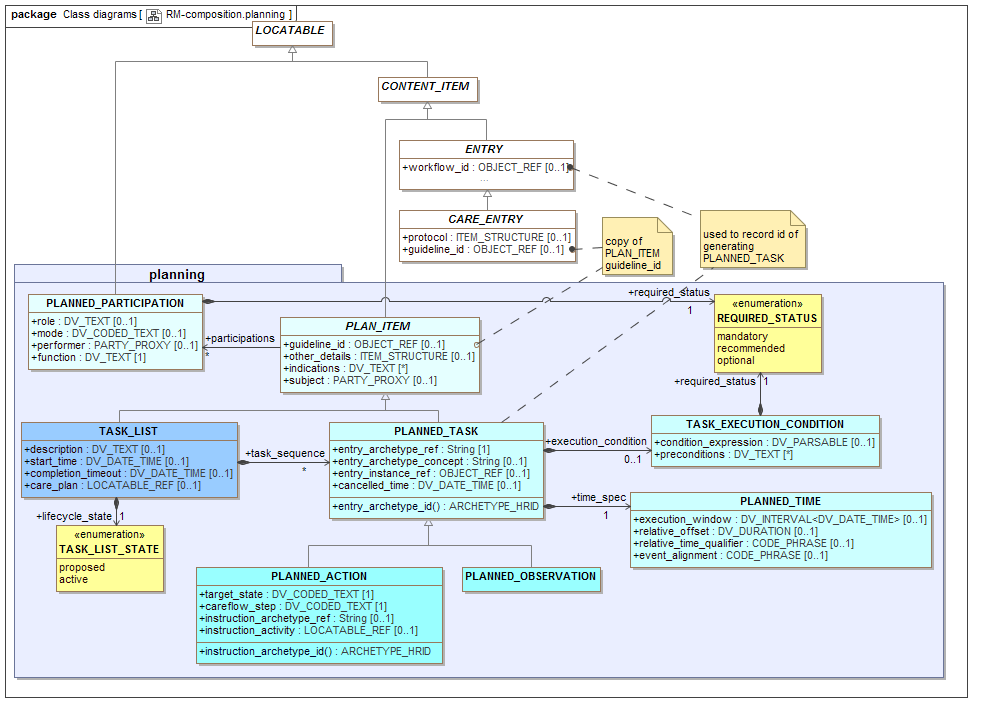 package Class diagrams [ RM-composition.planning ]
LOCATABLE
CONTENT_ITEM
ENTRY
+workflow_id : OBJECT_REF [0..1]
...
CARE_ENTRY
+protocol : ITEM_STRUCTURE [0..1]
+guideline_id : OBJECT_REF [0..1]
copy of
PLAN_ITEM
guideline_id
used to record id of
generating
PLANNED_TASK
planning
PLANNED_PARTICIPATION
+role : DV_TEXT [0..1]
+mode : DV_CODED_TEXT [0..1]
+performer : PARTY_PROXY [0..1]
+function : DV_TEXT [1]
+required_status
1
«enumeration»
REQUIRED_STATUS
mandatory
recommended
optional
+participations
*
PLAN_ITEM
+guideline_id : OBJECT_REF [0..1]
+other_details : ITEM_STRUCTURE [0..1]
+indications : DV_TEXT [*]
+subject : PARTY_PROXY [0..1]
+required_status
1
TASK_LIST
+description : DV_TEXT [0..1]
+start_time : DV_DATE_TIME [0..1]
+completion_timeout : DV_DATE_TIME [0..1]
+care_plan : LOCATABLE_REF [0..1]
+task_sequence
*
PLANNED_TASK
+entry_archetype_ref : String [1]
+entry_archetype_concept : String [0..1]
+entry_instance_ref : OBJECT_REF [0..1]
+cancelled_time : DV_DATE_TIME [0..1]
+entry_archetype_id() : ARCHETYPE_HRID
+execution_condition
0..1
TASK_EXECUTION_CONDITION
+condition_expression : DV_PARSABLE [0..1]
+preconditions : DV_TEXT [*]
+time_spec
1
PLANNED_TIME
+execution_window : DV_INTERVAL<DV_DATE_TIME> [0..1]
+relative_offset : DV_DURATION [0..1]
+relative_time_qualifier : CODE_PHRASE [0..1]
+event_alignment : CODE_PHRASE [0..1]
+lifecycle_state
1
«enumeration»
TASK_LIST_STATE
proposed
active
PLANNED_ACTION
+target_state : DV_CODED_TEXT [1]
+careflow_step : DV_CODED_TEXT [1]
+instruction_archetype_ref : String [0..1]
+instruction_activity : LOCATABLE_REF [0..1]
+instruction_archetype_id() : ARCHETYPE_HRID
PLANNED_OBSERVATION